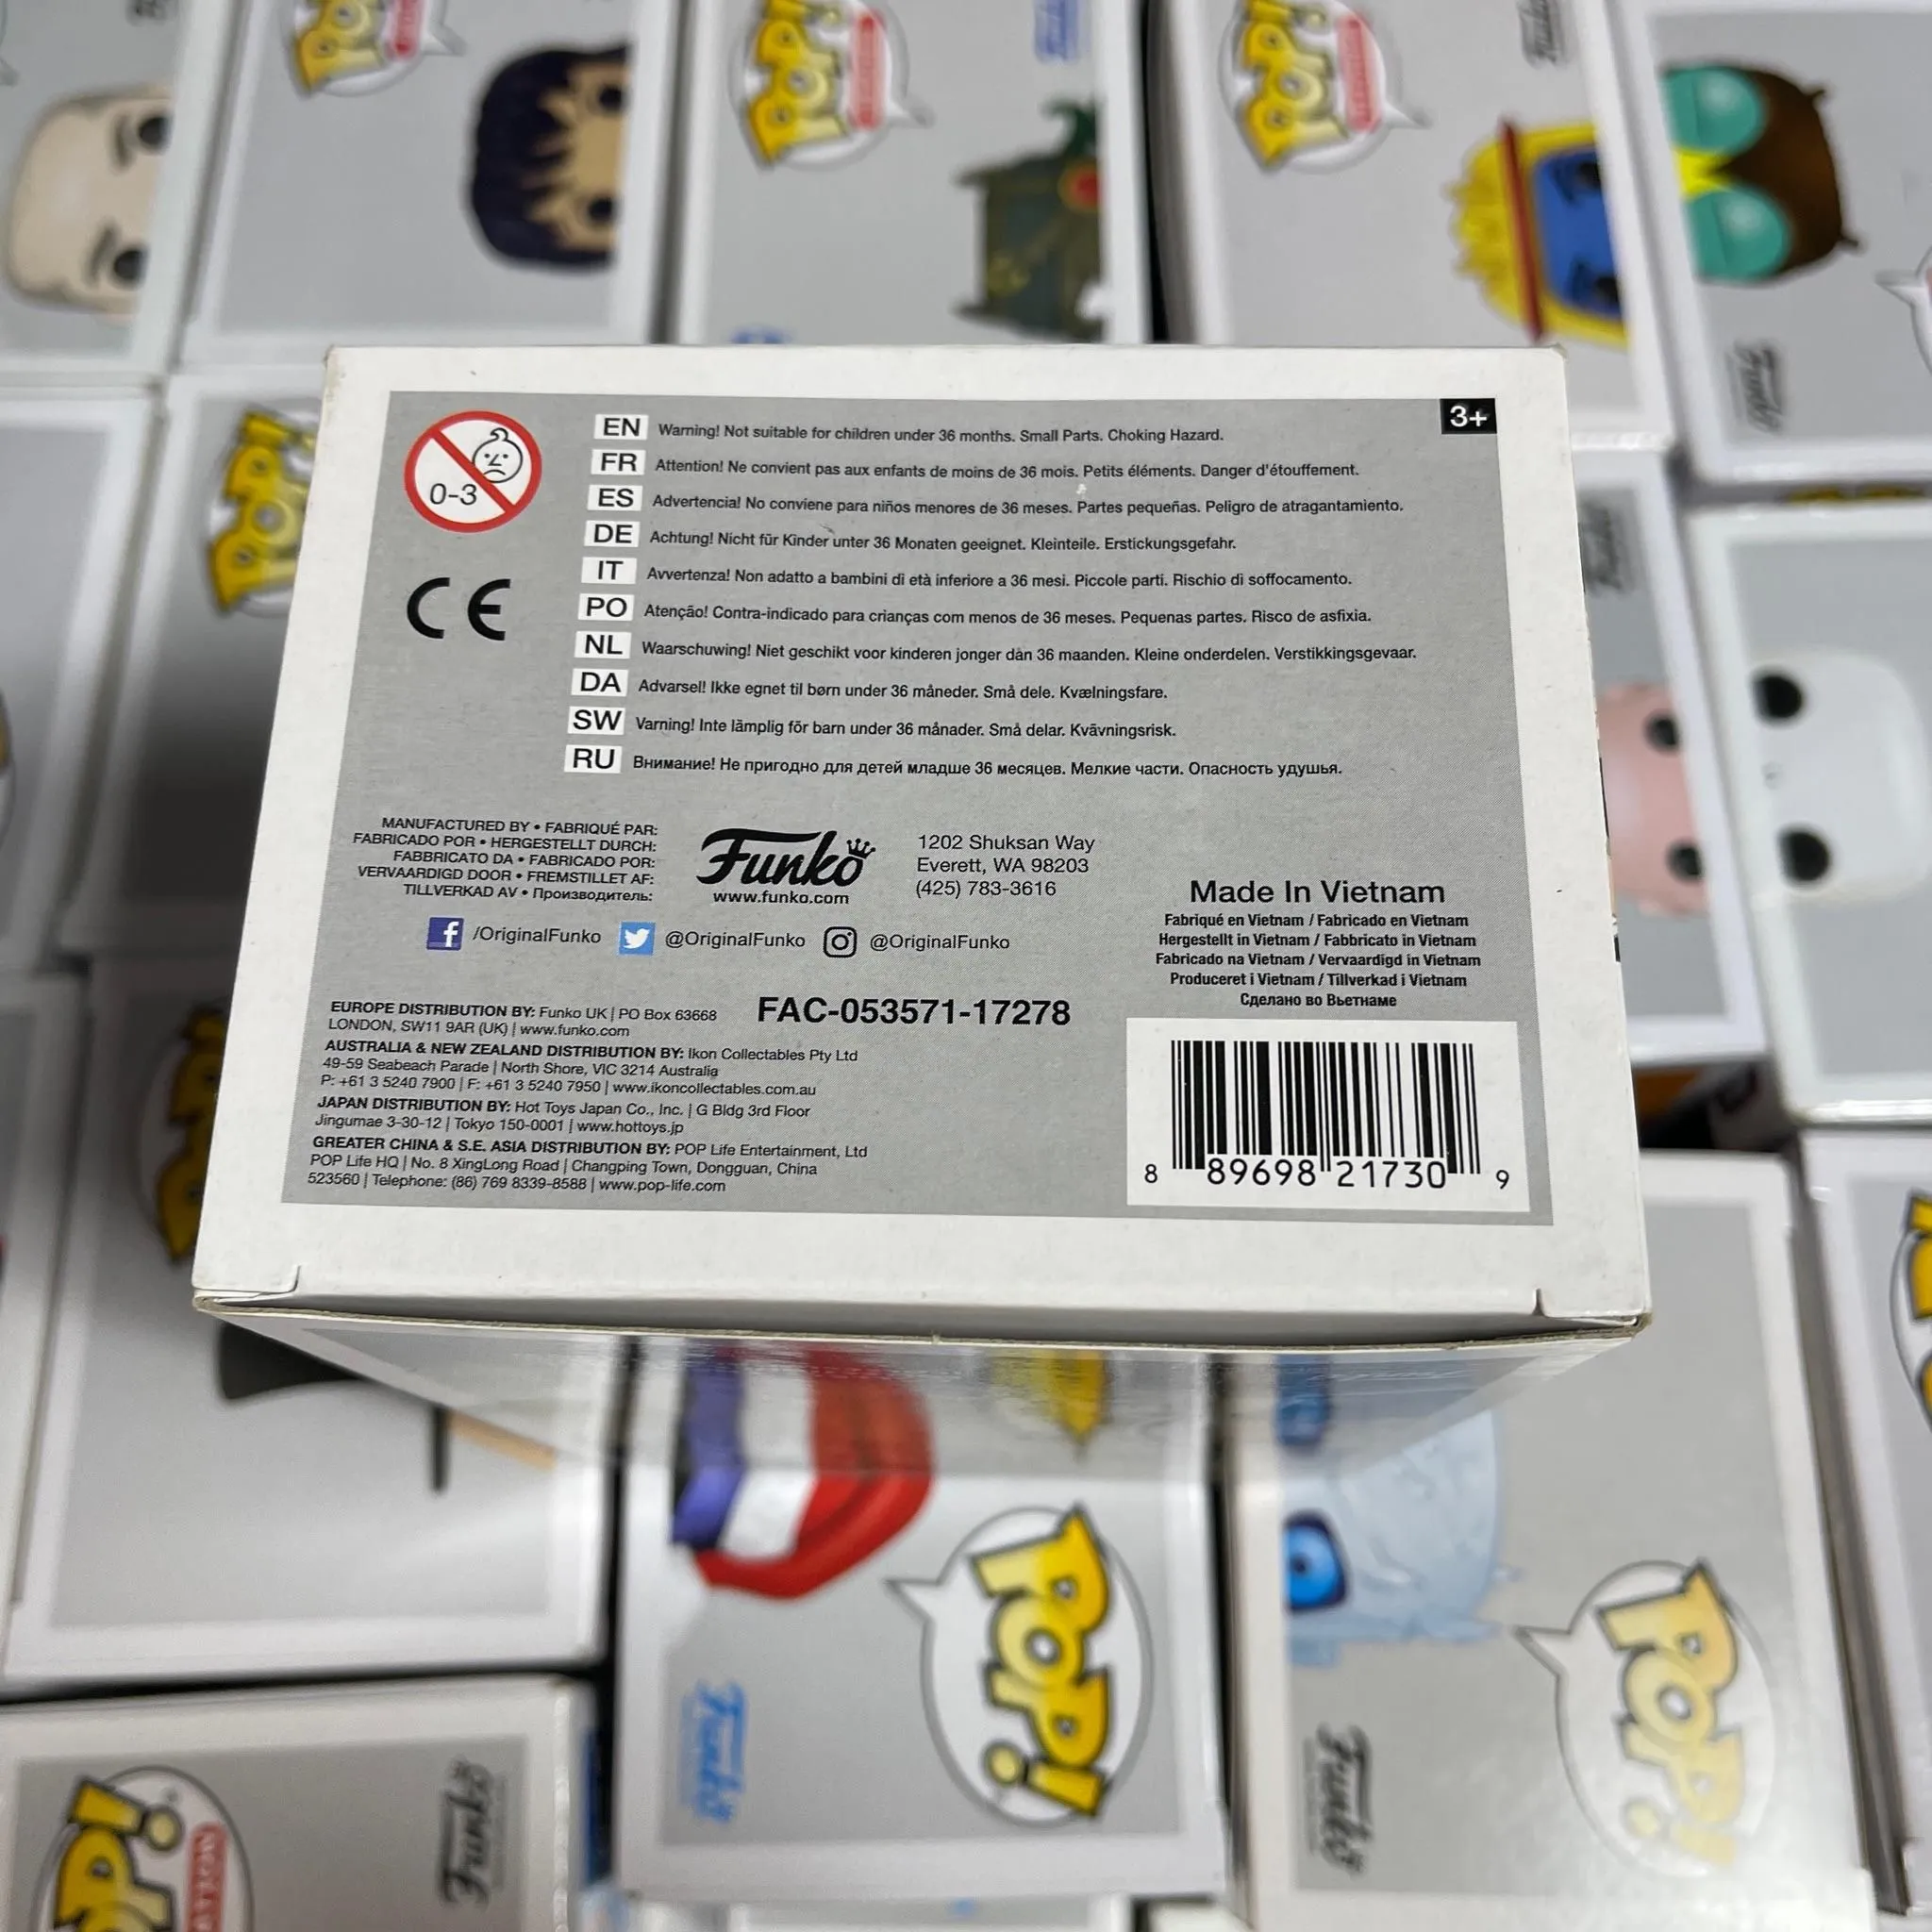 3+
0-3
EN Warning! Not suitable for children under 36 months. Small Parts. Choking Hazard.
FR Attention! Ne convient pas aux enfants de moins de 36 mois. Petits éléments. Danger d'étouffement.
ES Advertencia! No conviene para niños menores de 36 meses. Partes pequeñas. Peligro de atragantamiento.
DE Achtung! Nicht für Kinder unter 36 Monaten geeignet. Kleinteile. Erstickungsgefahr.
IT Avvertenza! Non adatto a bambini di età inferiore a 36 mesi. Piccole parti. Rischio di soffocamento.
CE
PO Atenção! Contra-indicado para crianças com menos de 36 meses. Pequenas partes. Risco de asfixia.
NL Waarschuwing! Niet geschikt voor kinderen jonger dan 36 maanden. Kleine onderdelen. Verstikkingsgevaar.
DA Advarsel! Ikke egnet til børn under 36 måneder. Små dele. Kvælningsfare.
SW Varning! Inte lämplig för barn under 36 månader. Små delar. Kvävningsrisk.
RU Внимание! Не пригодно для детей младше 36 месяцев. Мелкие части. Опасность удушья.
MANUFACTURED BY • FABRIQUÉ PAR:
FABRICADO POR • HERGESTELLT DURCH:
FABBRICATO DA • FABRICADO POR:
VERVAARDIGD DOOR • FREMSTILLET AF:
TILLVERKAD AV • Производитель:
Funko
www.funko.com
1202 Shuksan Way
Everett, WA 98203
(425) 783-3616
/OriginalFunko @OriginalFunko @OriginalFunko
Made In Vietnam
Fabriqué en Vietnam / Fabricado en Vietnam
Hergestellt in Vietnam / Fabbricato in Vietnam
Fabricado na Vietnam / Vervaardigd in Vietnam
Produceret i Vietnam / Tillverkad i Vietnam
Сделано во Вьетнаме
EUROPE DISTRIBUTION BY: Funko UK | PO Box 63668
LONDON, SW11 9AR (UK) | www.funko.com
FAC-053571-17278
AUSTRALIA & NEW ZEALAND DISTRIBUTION BY: Ikon Collectables Pty Ltd
49-59 Seabeach Parade | North Shore, VIC 3214 Australia
P: +61 3 5240 7900 | F: +61 3 5240 7950 | www.ikoncollectables.com.au
JAPAN DISTRIBUTION BY: Hot Toys Japan Co., Inc. | G Bldg 3rd Floor
Jingumae 3-30-12 | Tokyo 150-0001 | www.hottoys.jp
GREATER CHINA & S.E. ASIA DISTRIBUTION BY: POP Life Entertainment, Ltd
POP Life HQ | No. 8 XingLong Road | Changping Town, Dongguan, China
523560 | Telephone: (86) 769 8339-8588 | www.pop-life.com
8 89698 21730 9
POP!
POP!
POP!
POP!
POP!
Funko
Funko
POP!
Funko
POP!
Funko
POP!